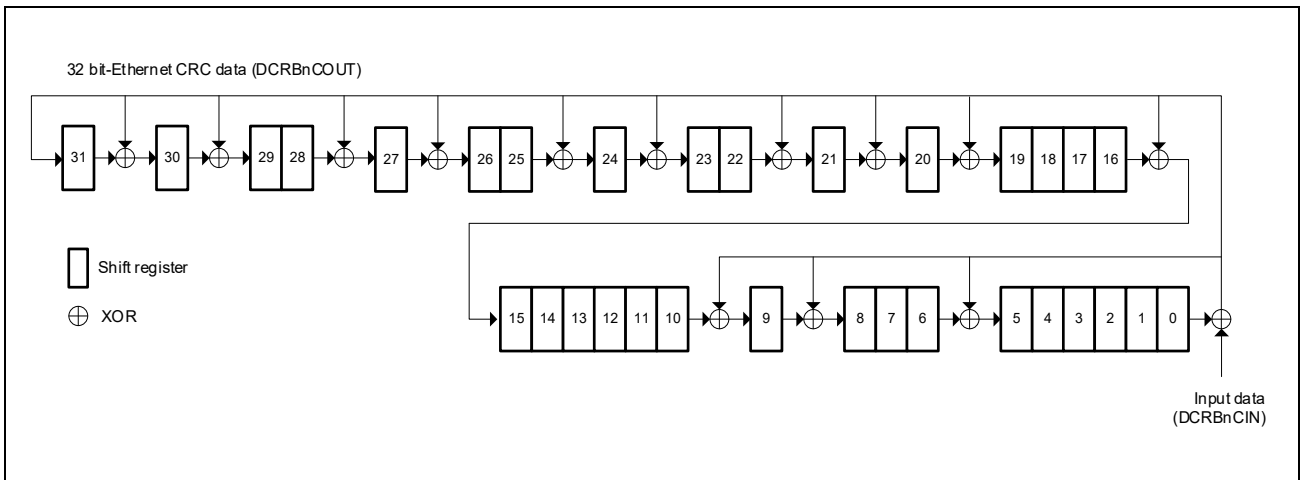 32 bit-Ethernet CRC data (DCRBnCOUT)
31 30 29 28 27 26 25 24 23 22 21 20 19 18 17 16
Shift register
XOR
15 14 13 12 11 10 9 8 7 6 5 4 3 2 1 0
Input data
(DCRBnCIN)